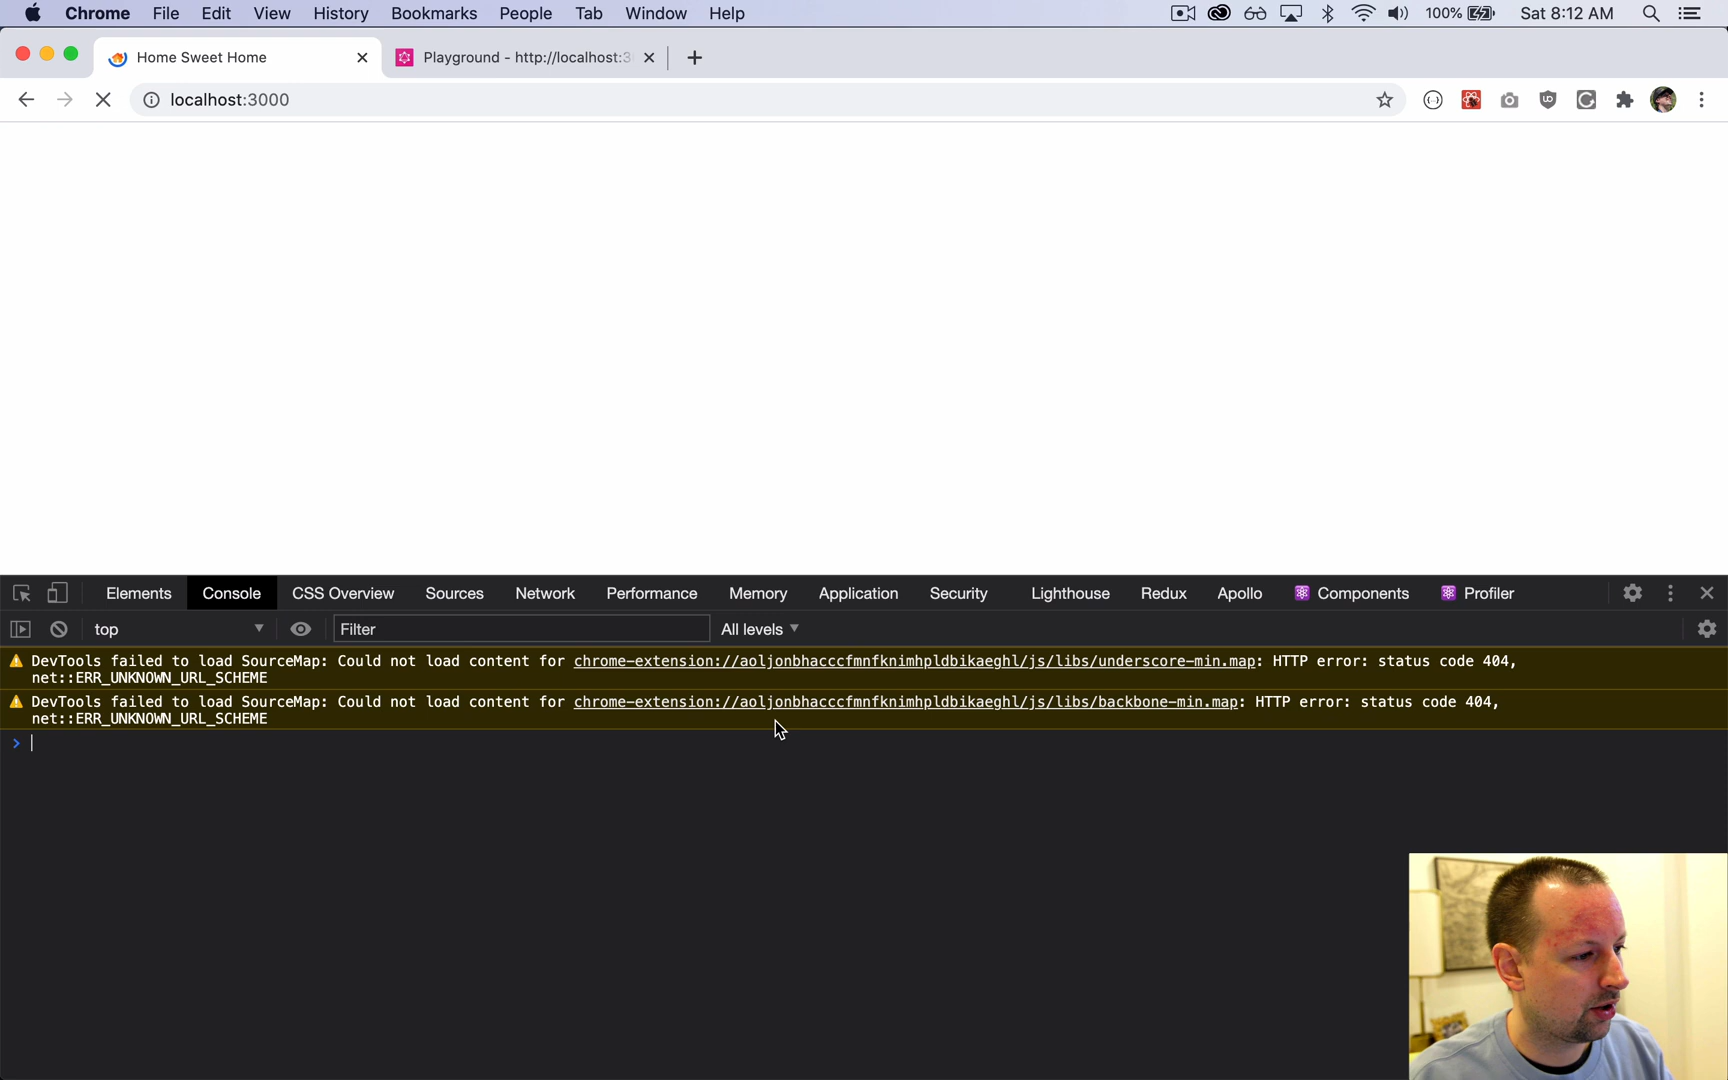 Chrome File Edit View History Bookmarks People Tab Window Help 100% Sat 8:12 AM
Home Sweet Home Playground - http://localhost:3
localhost:3000
Elements Console CSS Overview Sources Network Performance Memory Application Security Lighthouse Redux Apollo Components Profiler
top Filter All levels
DevTools failed to load SourceMap: Could not load content for chrome-extension://aoljonbhacccfmnfknimhpldbikaeghl/js/libs/underscore-min.map: HTTP error: status code 404,
net::ERR_UNKNOWN_URL_SCHEME
DevTools failed to load SourceMap: Could not load content for chrome-extension://aoljonbhacccfmnfknimhpldbikaeghl/js/libs/backbone-min.map: HTTP error: status code 404,
net::ERR_UNKNOWN_URL_SCHEME